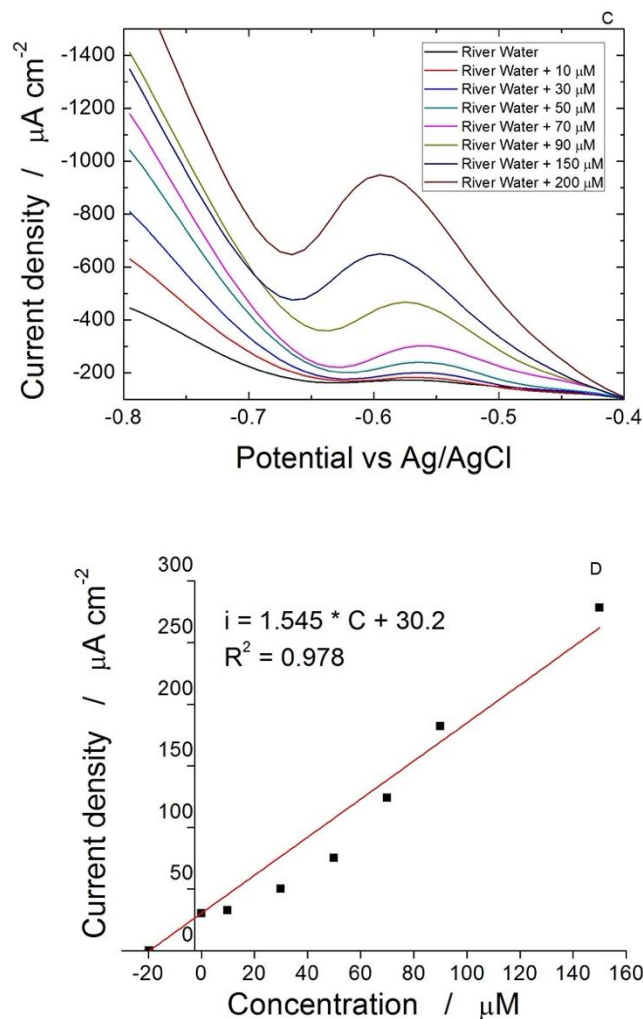 C
-1400
-1200
-1000
-800
-600
-400
-200
Current density / μA cm-2
River Water
River Water + 10 μM
River Water + 30 μM
River Water + 50 μM
River Water + 70 μM
River Water + 90 μM
River Water + 150 μM
River Water + 200 μM
-0.8 -0.7 -0.6 -0.5 -0.4
Potential vs Ag/AgCl
D
300
250
200
150
100
50
0
Current density / μA cm-2
i = 1.545 * C + 30.2
R2 = 0.978
-20 0 20 40 60 80 100 120 140 160
Concentration / μM